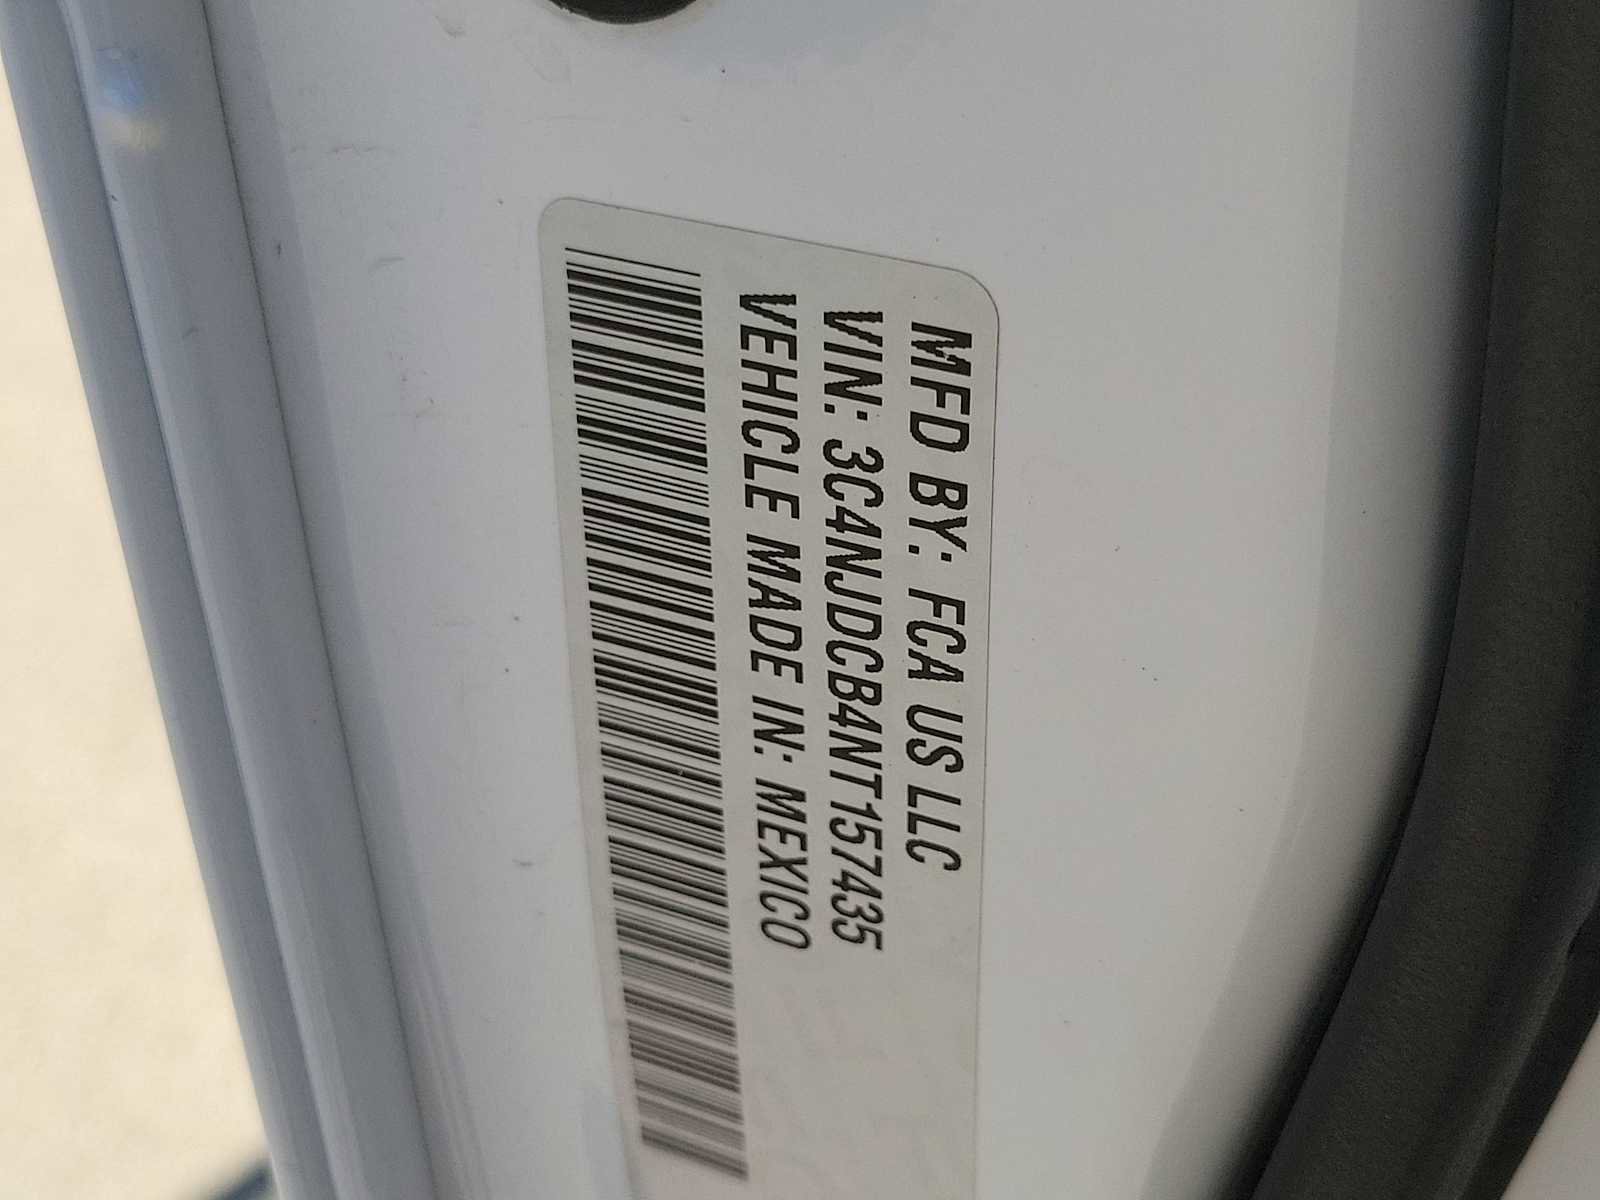 MFD BY: FCA US LLC
VIN: 3C4NJDCB4NT157435
VEHICLE MADE IN: MEXICO